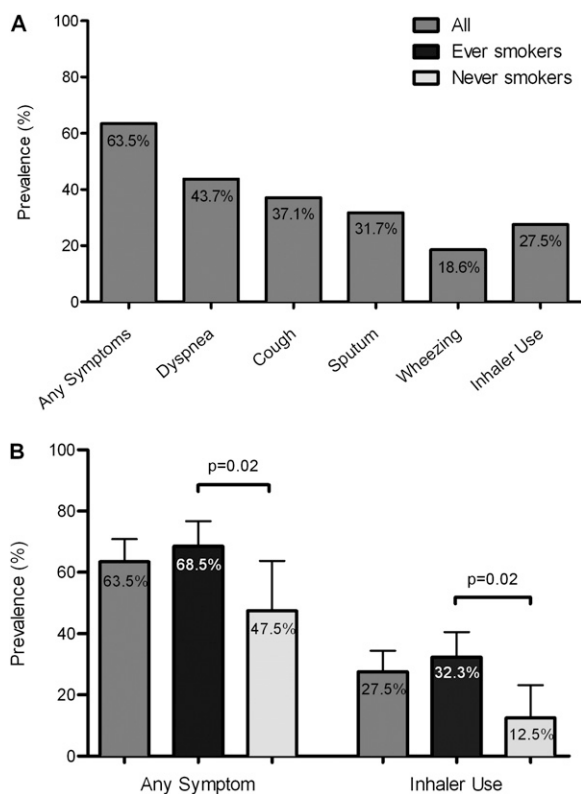 A
All
Ever smokers
Never smokers
Prevalence (%)
100
80
60
40
20
0
63.5%
43.7%
37.1%
31.7%
18.6%
27.5%
Any Symptoms
Dyspnea
Cough
Sputum
Wheezing
Inhaler Use
B
Prevalence (%)
100
80
60
40
20
0
p=0.02
p=0.02
63.5%
68.5%
47.5%
27.5%
32.3%
12.5%
Any Symptom
Inhaler Use